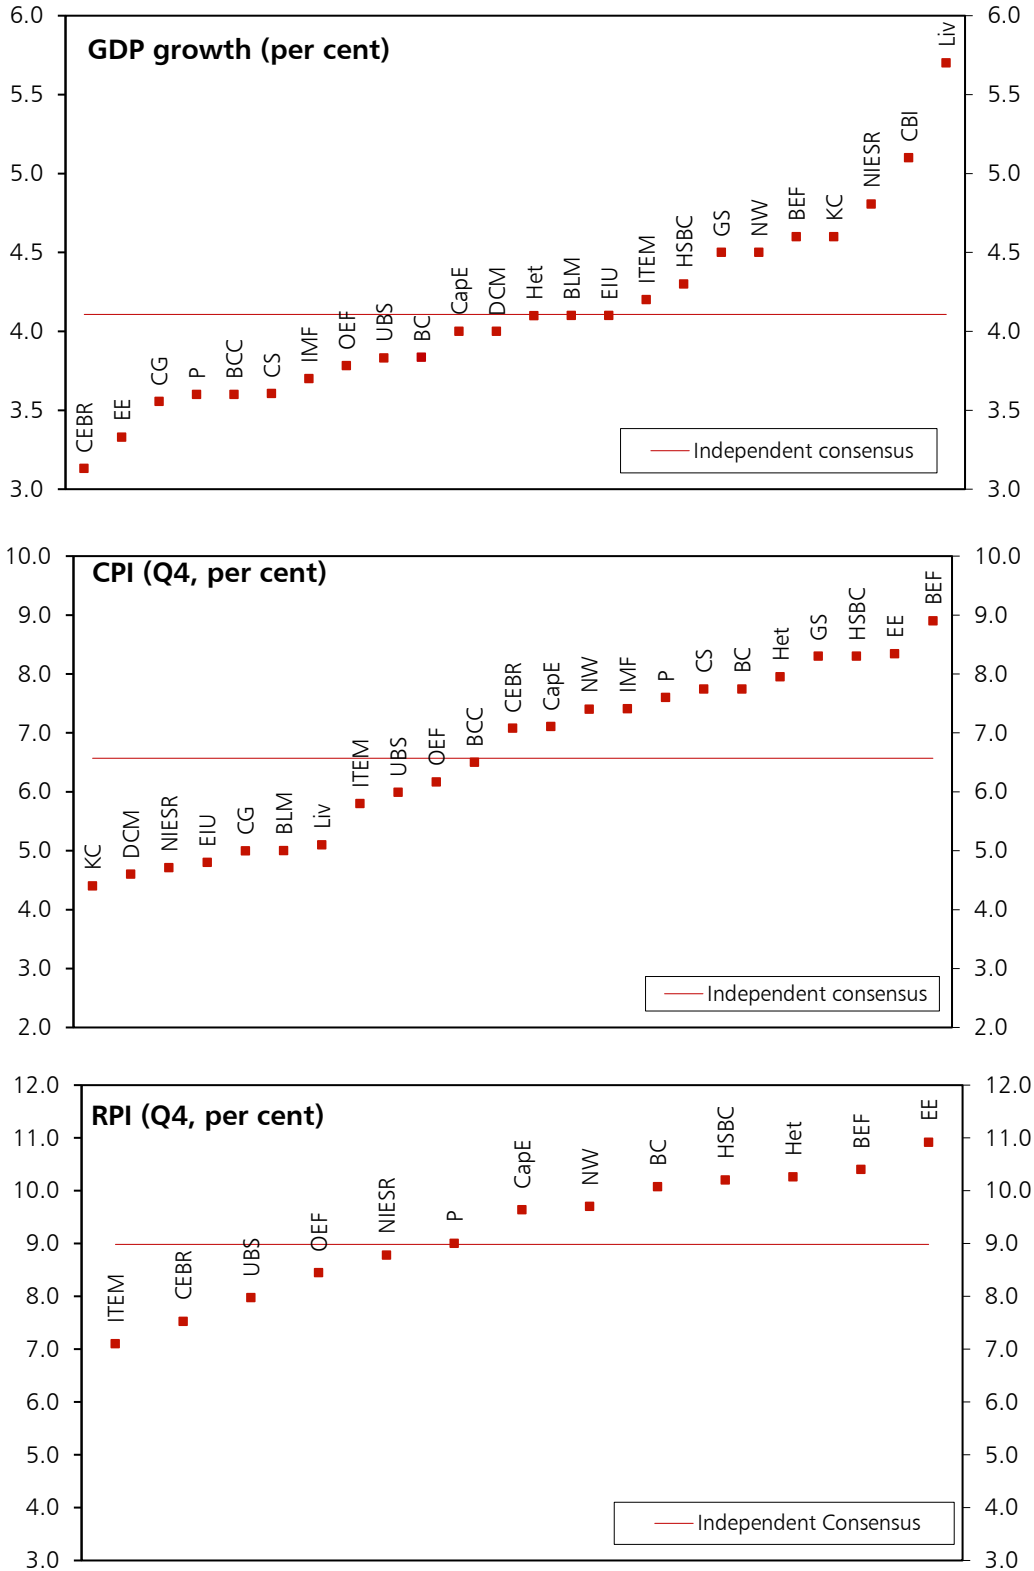 GDP growth (per cent)
6.0
5.5
5.0
4.5
4.0
3.5
3.0
6.0
5.5
5.0
4.5
4.0
3.5
3.0
CEBR
EE
CG
P
BCC
CS
IMF
OEF
UBS
BC
CapE
DCM
Het
BLM
EIU
ITEM
HSBC
GS
NW
BEF
KC
NIESR
CBI
Liv
Independent consensus
CPI (Q4, per cent)
10.0
9.0
8.0
7.0
6.0
5.0
4.0
3.0
2.0
10.0
9.0
8.0
7.0
6.0
5.0
4.0
3.0
2.0
KC
DCM
NIESR
EIU
CG
BLM
Liv
ITEM
UBS
OEF
BCC
CEBR
CapE
NW
IMF
P
CS
BC
Het
GS
HSBC
EE
BEF
Independent consensus
RPI (Q4, per cent)
12.0
11.0
10.0
9.0
8.0
7.0
6.0
5.0
4.0
3.0
12.0
11.0
10.0
9.0
8.0
7.0
6.0
5.0
4.0
3.0
ITEM
CEBR
UBS
OEF
NIESR
P
CapE
NW
BC
HSBC
Het
BEF
EE
Independent Consensus